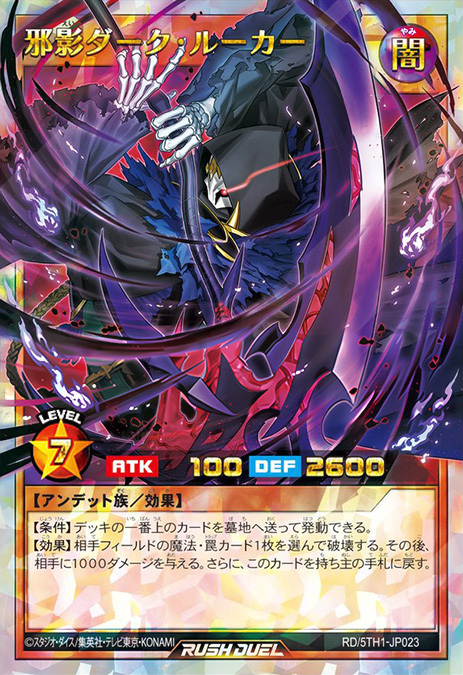 邪影ダーク・ルーカー
闇
LEVEL
7
ATK 100 DEF 2600
【アンデット族／効果】
【条件】デッキの一番上のカードを墓地へ送って発動できる。
【効果】相手フィールドの魔法・罠カード1枚を選んで破壊する。その後、
相手に1000ダメージを与える。さらに、このカードを持ち主の手札に戻す。
©スタジオ・ダイス/集英社・テレビ東京・KONAMI
RUSH DUEL
RD/5TH1-JP023